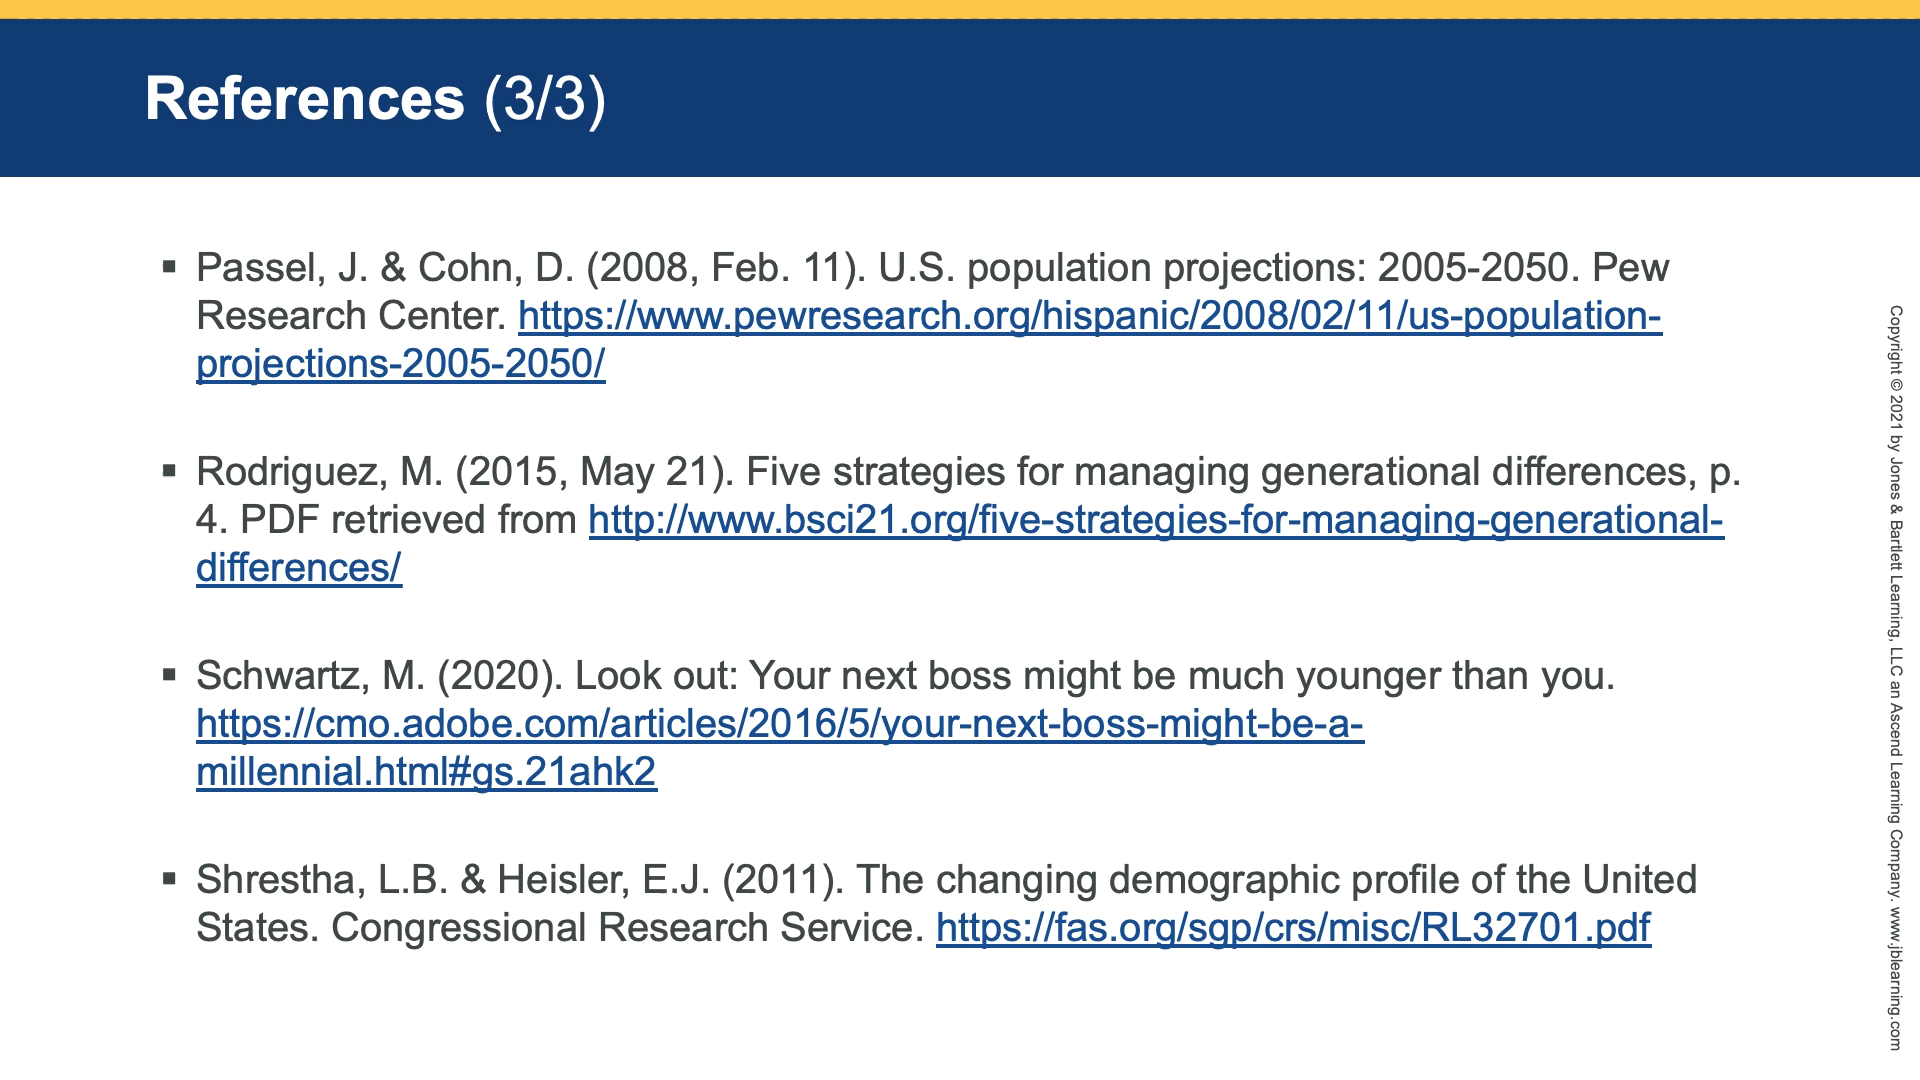 References (3/3)
▪ Passel, J. & Cohn, D. (2008, Feb. 11). U.S. population projections: 2005-2050. Pew
Research Center. https://www.pewresearch.org/hispanic/2008/02/11/us-population-
projections-2005-2050/
▪ Rodriguez, M. (2015, May 21). Five strategies for managing generational differences, p.
4. PDF retrieved from http://www.bsci21.org/five-strategies-for-managing-generational-
differences/
▪ Schwartz, M. (2020). Look out: Your next boss might be much younger than you.
https://cmo.adobe.com/articles/2016/5/your-next-boss-might-be-a-
millennial.html#gs.21ahk2
▪ Shrestha, L.B. & Heisler, E.J. (2011). The changing demographic profile of the United
States. Congressional Research Service. https://fas.org/sgp/crs/misc/RL32701.pdf
Copyright © 2021 by Jones & Bartlett Learning, LLC an Ascend Learning Company. www.jblearning.com